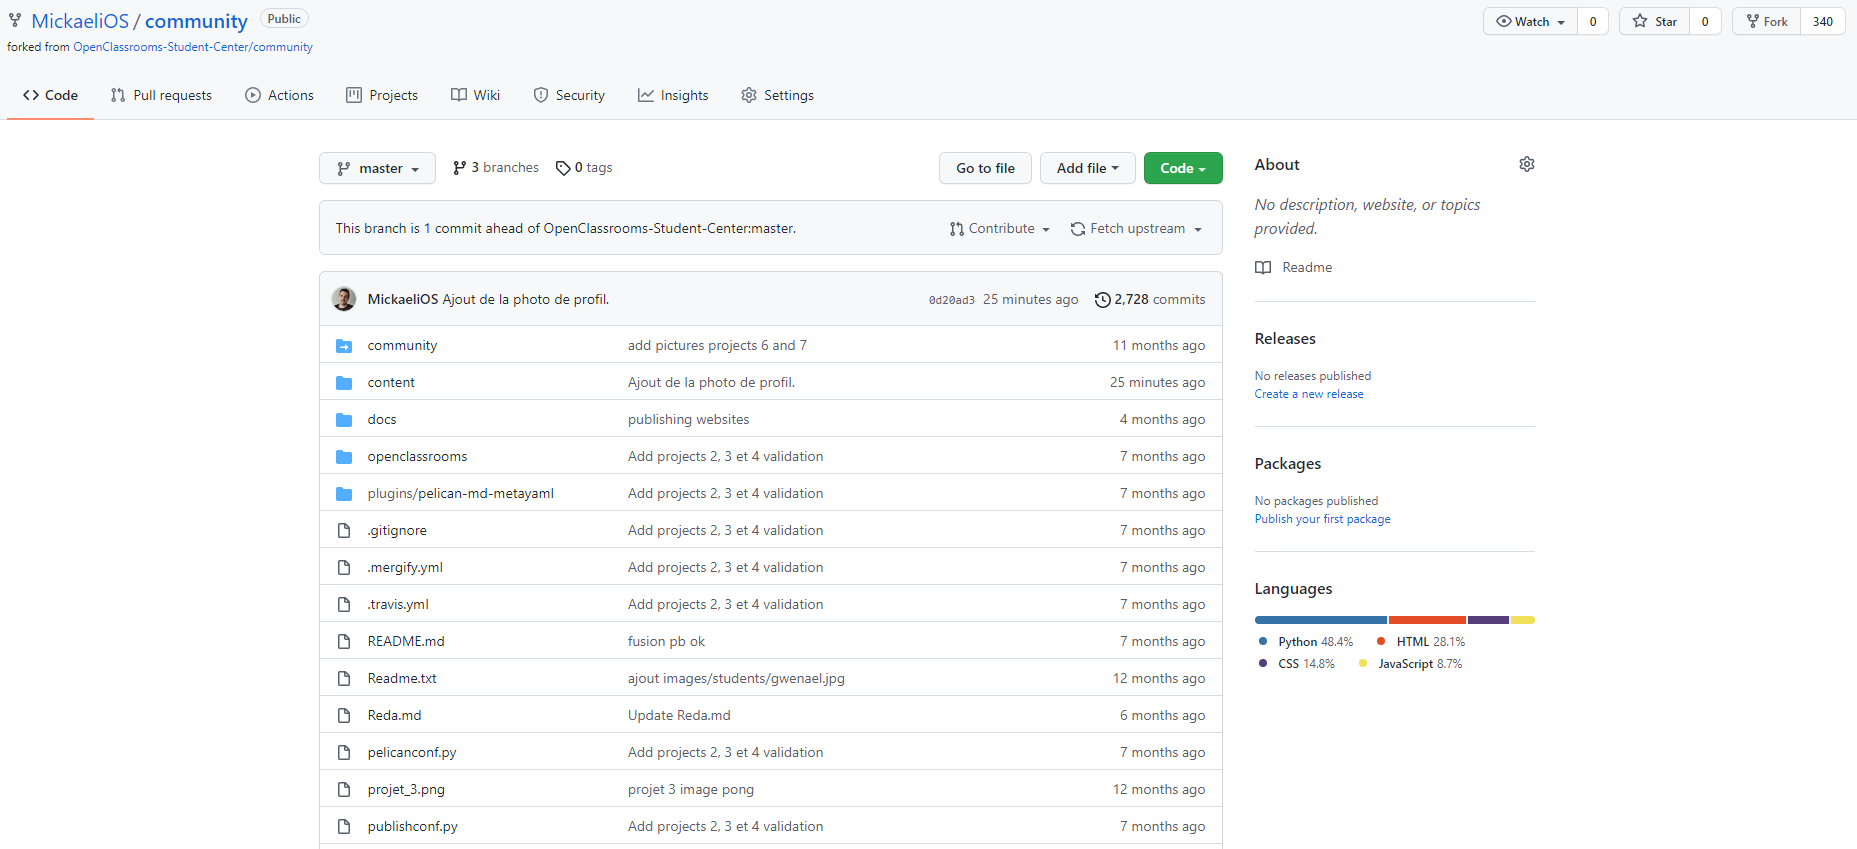 MickaeliOS / community Public
Watch 0 Star 0 Fork 340
forked from OpenClassrooms-Student-Center/community
Code Pull requests Actions Projects Wiki Security Insights Settings
master 3 branches 0 tags Go to file Add file Code
This branch is 1 commit ahead of OpenClassrooms-Student-Center:master. Contribute Fetch upstream
MickaeliOS Ajout de la photo de profil. 0d20ad3 25 minutes ago 2,728 commits
community add pictures projects 6 and 7 11 months ago
content Ajout de la photo de profil. 25 minutes ago
docs publishing websites 4 months ago
openclassrooms Add projects 2, 3 et 4 validation 7 months ago
plugins/pelican-md-metayaml Add projects 2, 3 et 4 validation 7 months ago
.gitignore Add projects 2, 3 et 4 validation 7 months ago
.mergify.yml Add projects 2, 3 et 4 validation 7 months ago
.travis.yml Add projects 2, 3 et 4 validation 7 months ago
README.md fusion pb ok 7 months ago
Readme.txt ajout images/students/gwenael.jpg 12 months ago
Reda.md Update Reda.md 6 months ago
pelicanconf.py Add projects 2, 3 et 4 validation 7 months ago
projet_3.png projet 3 image pong 12 months ago
publishconf.py Add projects 2, 3 et 4 validation 7 months ago
About
No description, website, or topics
provided.
Readme
Releases
No releases published
Create a new release
Packages
No packages published
Publish your first package
Languages
Python 48.4% HTML 28.1%
CSS 14.8% JavaScript 8.7%